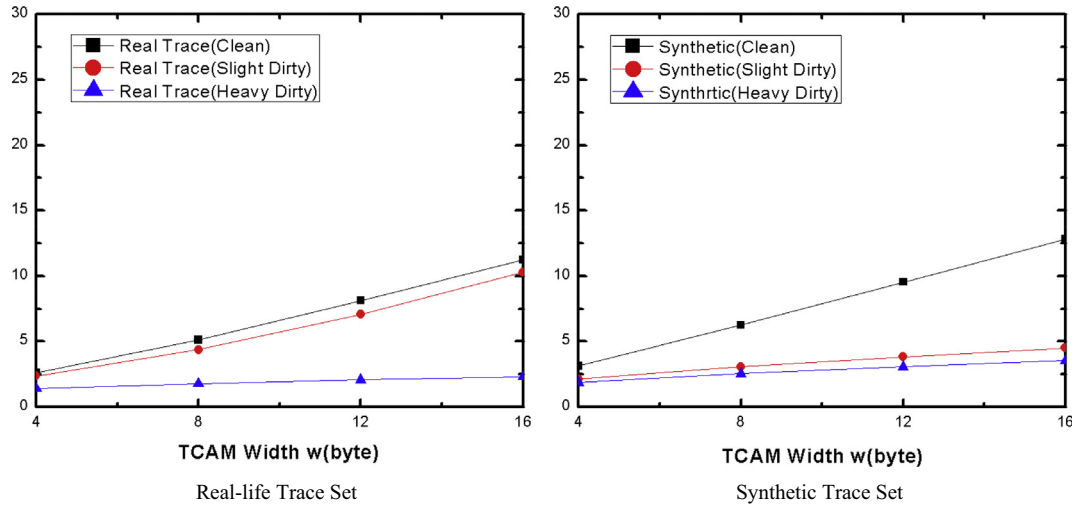 30
25
20
15
10
5
0
Real Trace(Clean)
Real Trace(Slight Dirty)
Real Trace(Heavy Dirty)
4 8 12 16
TCAM Width w(byte)
Real-life Trace Set
30
25
20
15
10
5
0
Synthetic(Clean)
Synthetic(Slight Dirty)
Synthrtic(Heavy Dirty)
4 8 12 16
TCAM Width w(byte)
Synthetic Trace Set